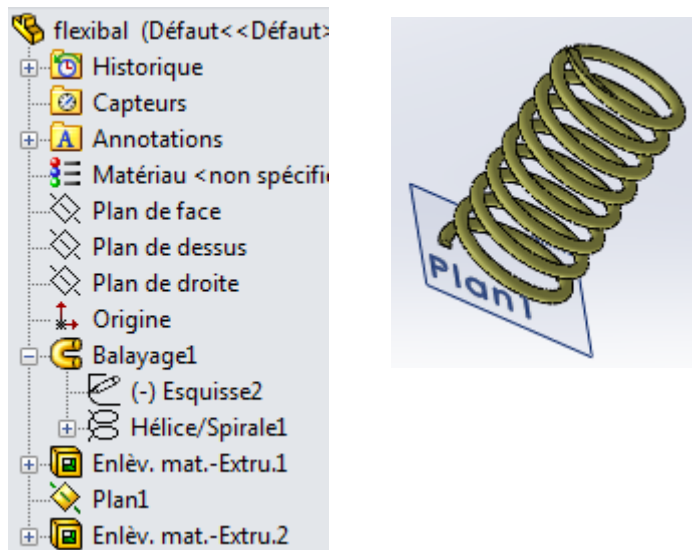 flexibal (Défaut<<Défaut>
Historique
Capteurs
Annotations
Matériau <non spécifi
Plan de face
Plan de dessus
Plan de droite
Origine
Balayage1
(-) Esquisse2
Hélice/Spirale1
Enlèv. mat.-Extru.1
Plan1
Enlèv. mat.-Extru.2
Plan1